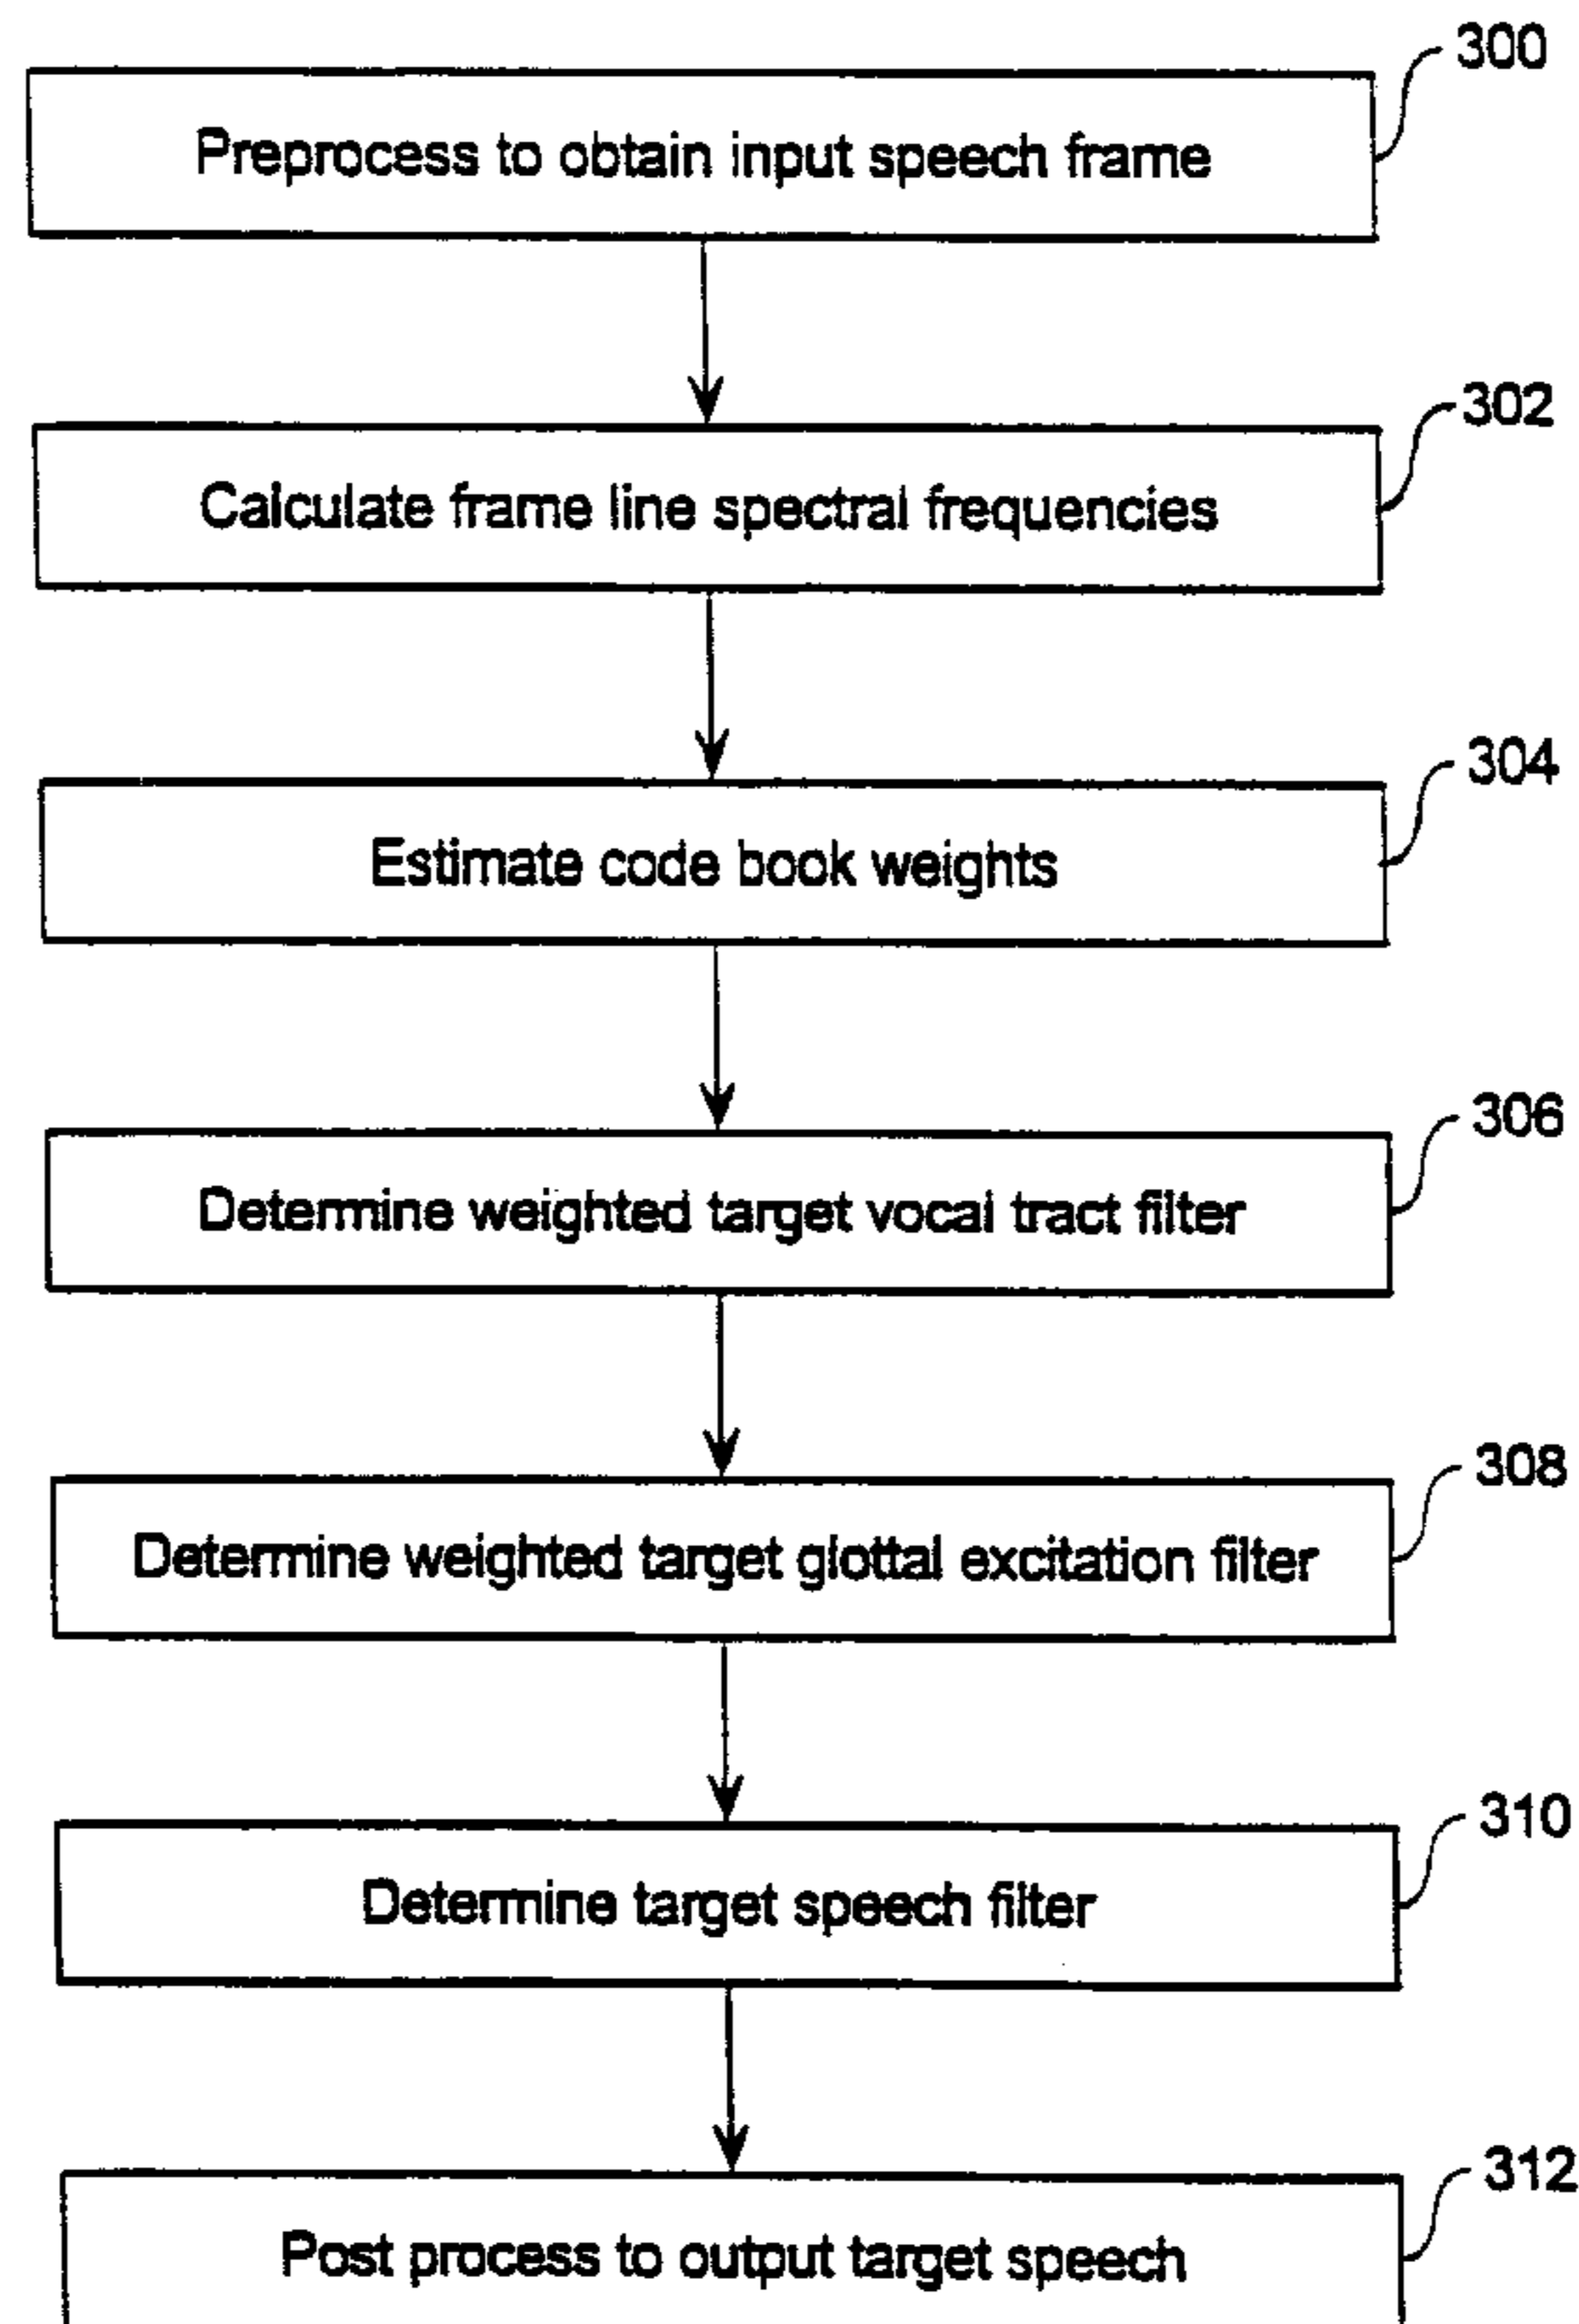 300
Preprocess to obtain input speech frame
302
Calculate frame line spectral frequencies
304
Estimate code book weights
306
Determine weighted target vocal tract filter
308
Determine weighted target glottal excitation filter
310
Determine target speech filter
312
Post process to output target speech